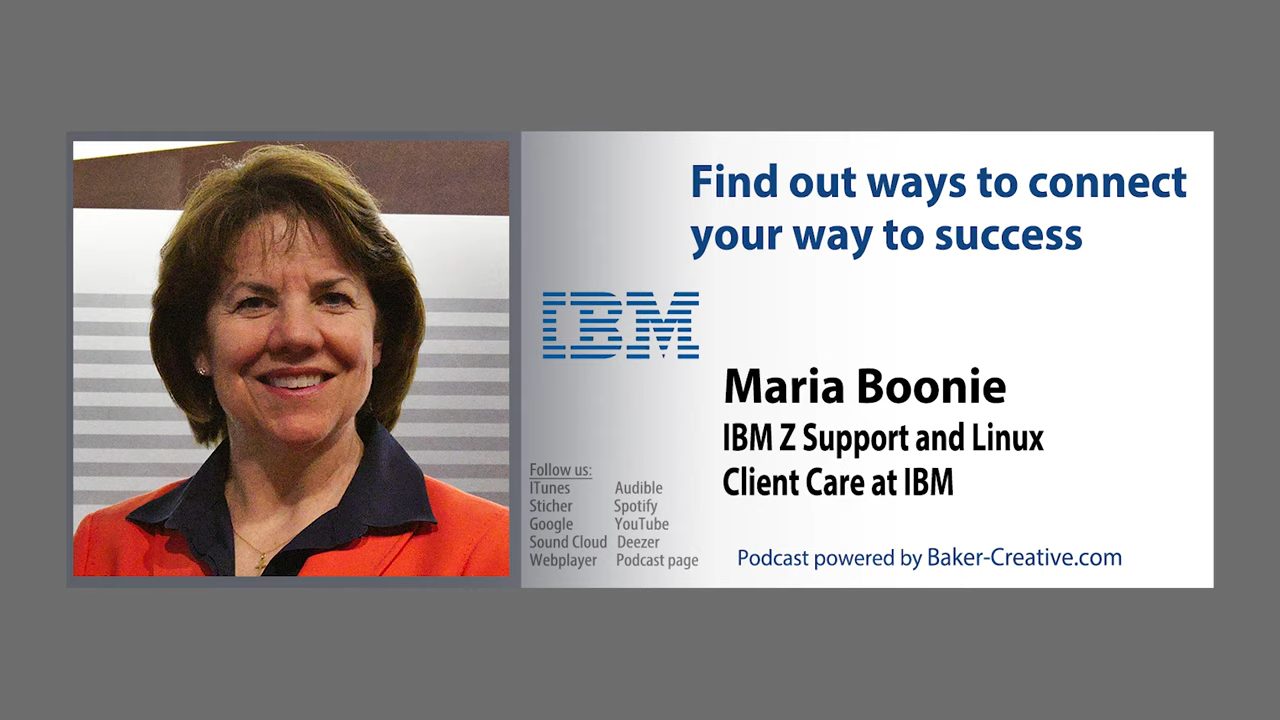 Find out ways to connect
your way to success
IBM
Maria Boonie
IBM Z Support and Linux
Client Care at IBM
Follow us:
ITunes Audible
Sticher Spotify
Google YouTube
Sound Cloud Deezer
Webplayer Podcast page
Podcast powered by Baker-Creative.com